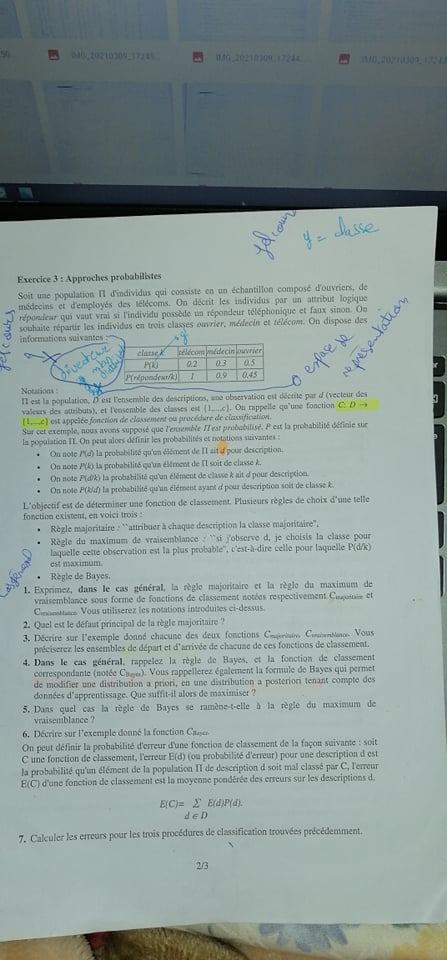 IMG_20210309_17245...
IMG_20210309_17244...
IMG_20210309_1724
y = classe
Exercice 3 : Approches probabilistes
Soit une population Π d'individus qui consiste en un échantillon composé d'ouvriers, de
médecins et d'employés des télécoms. On décrit les individus par un attribut logique
répondeur qui vaut vrai si l'individu possède un répondeur téléphonique et faux sinon. On
souhaite répartir les individus en trois classes ouvrier, médecin et télécom. On dispose des
informations suivantes :
classe k télécom médecin ouvrier
P(k) 0.2 0.3 0.5
P(répondeur/k) 1 0.9 0.45
espace de
représentation
Notations :
Π est la population, D est l'ensemble des descriptions, une observation est décrite par d (vecteur des
valeurs des attributs), et l'ensemble des classes est {1,...,c}. On rappelle qu'une fonction C: D →
{1,...,c} est appelée fonction de classement ou procédure de classification.
Sur cet exemple, nous avons supposé que l'ensemble Π est probabilisé. P est la probabilité définie sur
la population Π. On peut alors définir les probabilités et notations suivantes :
• On note P(d) la probabilité qu'un élément de Π ait d pour description.
• On note P(k) la probabilité qu'un élément de Π soit de classe k.
• On note P(d/k) la probabilité qu'un élément de classe k ait d pour description.
• On note P(k/d) la probabilité qu'un élément ayant d pour description soit de classe k.
L'objectif est de déterminer une fonction de classement. Plusieurs règles de choix d'une telle
fonction existent, en voici trois :
• Règle majoritaire : ``attribuer à chaque description la classe majoritaire",
• Règle du maximum de vraisemblance : ``si j'observe d, je choisis la classe pour
laquelle cette observation est la plus probable", c'est-à-dire celle pour laquelle P(d/k)
est maximum.
• Règle de Bayes.
1. Exprimez, dans le cas général, la règle majoritaire et la règle du maximum de
vraisemblance sous forme de fonctions de classement notées respectivement Cmajoritaire et
Cvraisemblance. Vous utiliserez les notations introduites ci-dessus.
2. Quel est le défaut principal de la règle majoritaire ?
3. Décrire sur l'exemple donné chacune des deux fonctions Cmajoritaire, Cvraisemblance. Vous
préciserez les ensembles de départ et d'arrivée de chacune de ces fonctions de classement.
4. Dans le cas général, rappelez la règle de Bayes, et la fonction de classement
correspondante (notée CBayes). Vous rappellerez également la formule de Bayes qui permet
de modifier une distribution a priori, en une distribution a posteriori tenant compte des
données d'apprentissage. Que suffit-il alors de maximiser ?
5. Dans quel cas la règle de Bayes se ramène-t-elle à la règle du maximum de
vraisemblance ?
6. Décrire sur l'exemple donné la fonction CBayes.
On peut définir la probabilité d'erreur d'une fonction de classement de la façon suivante : soit
C une fonction de classement, l'erreur E(d) (ou probabilité d'erreur) pour une description d est
la probabilité qu'un élément de la population Π de description d soit mal classé par C, l'erreur
E(C) d'une fonction de classement est la moyenne pondérée des erreurs sur les descriptions d.
E(C)= Σ E(d)P(d).
d ∈ D
7. Calculer les erreurs pour les trois procédures de classification trouvées précédemment.
2/3